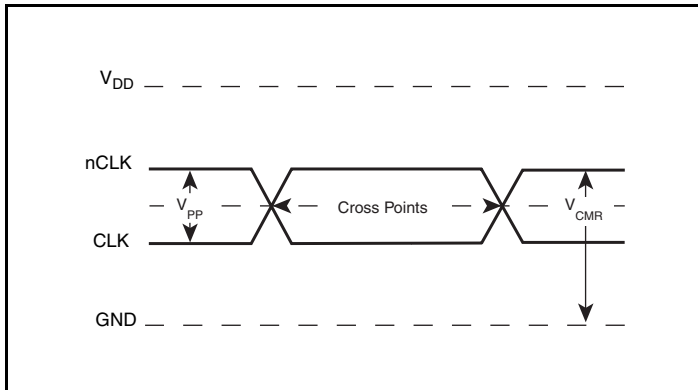 VDD
nCLK
VPP
Cross Points
VCMR
CLK
GND